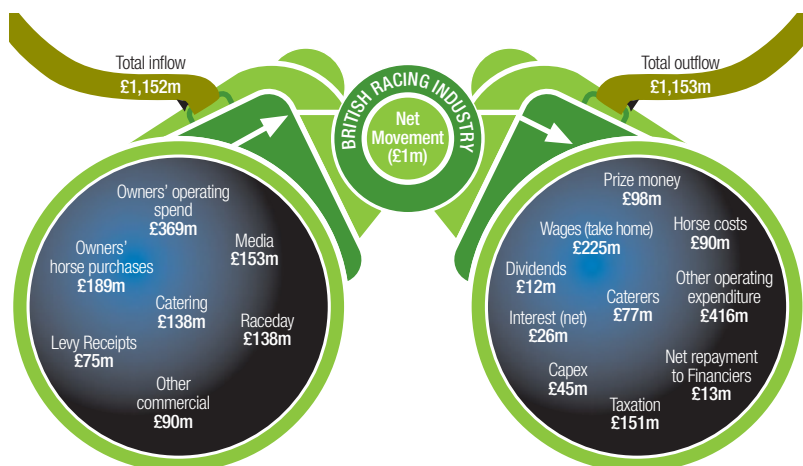 Total inflow
£1,152m
Total outflow
£1,153m
BRITISH RACING INDUSTRY
Net
Movement
(£1m)
Owners' operating
spend
£369m
Media
£153m
Owners'
horse purchases
£189m
Catering
£138m
Raceday
£138m
Levy Receipts
£75m
Other
commercial
£90m
Prize money
£98m
Wages (take home)
£225m
Horse costs
£90m
Dividends
£12m
Caterers
£77m
Other operating
expenditure
£416m
Interest (net)
£26m
Capex
£45m
Net repayment
to Financiers
£13m
Taxation
£151m